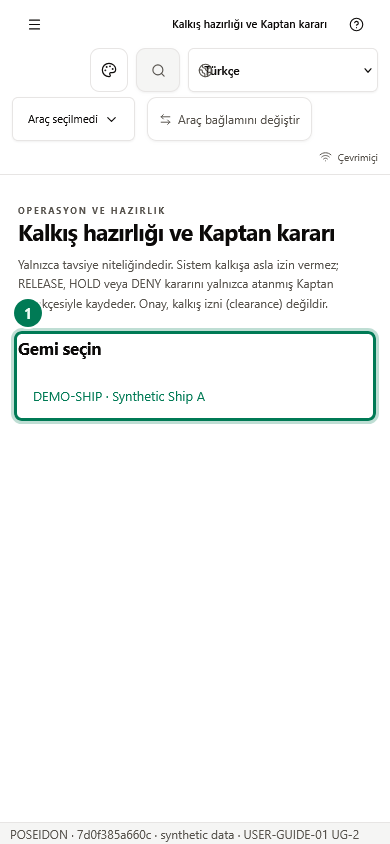 Kalkış hazırlığı ve Kaptan kararı
Türkçe
Araç seçilmedi
Araç bağlamını değiştir
Çevrimiçi
OPERASYON VE HAZIRLIK
Kalkış hazırlığı ve Kaptan kararı
Yalnızca tavsiye niteliğindedir. Sistem kalkışa asla izin vermez;
RELEASE, HOLD veya DENY kararını yalnızca atanmış Kaptan
kçesiyle kaydeder. Onay, kalkış izni (clearance) değildir.
1
Gemi seçin
DEMO-SHIP · Synthetic Ship A
POSEIDON · 7d0f385a660c · synthetic data · USER-GUIDE-01 UG-2